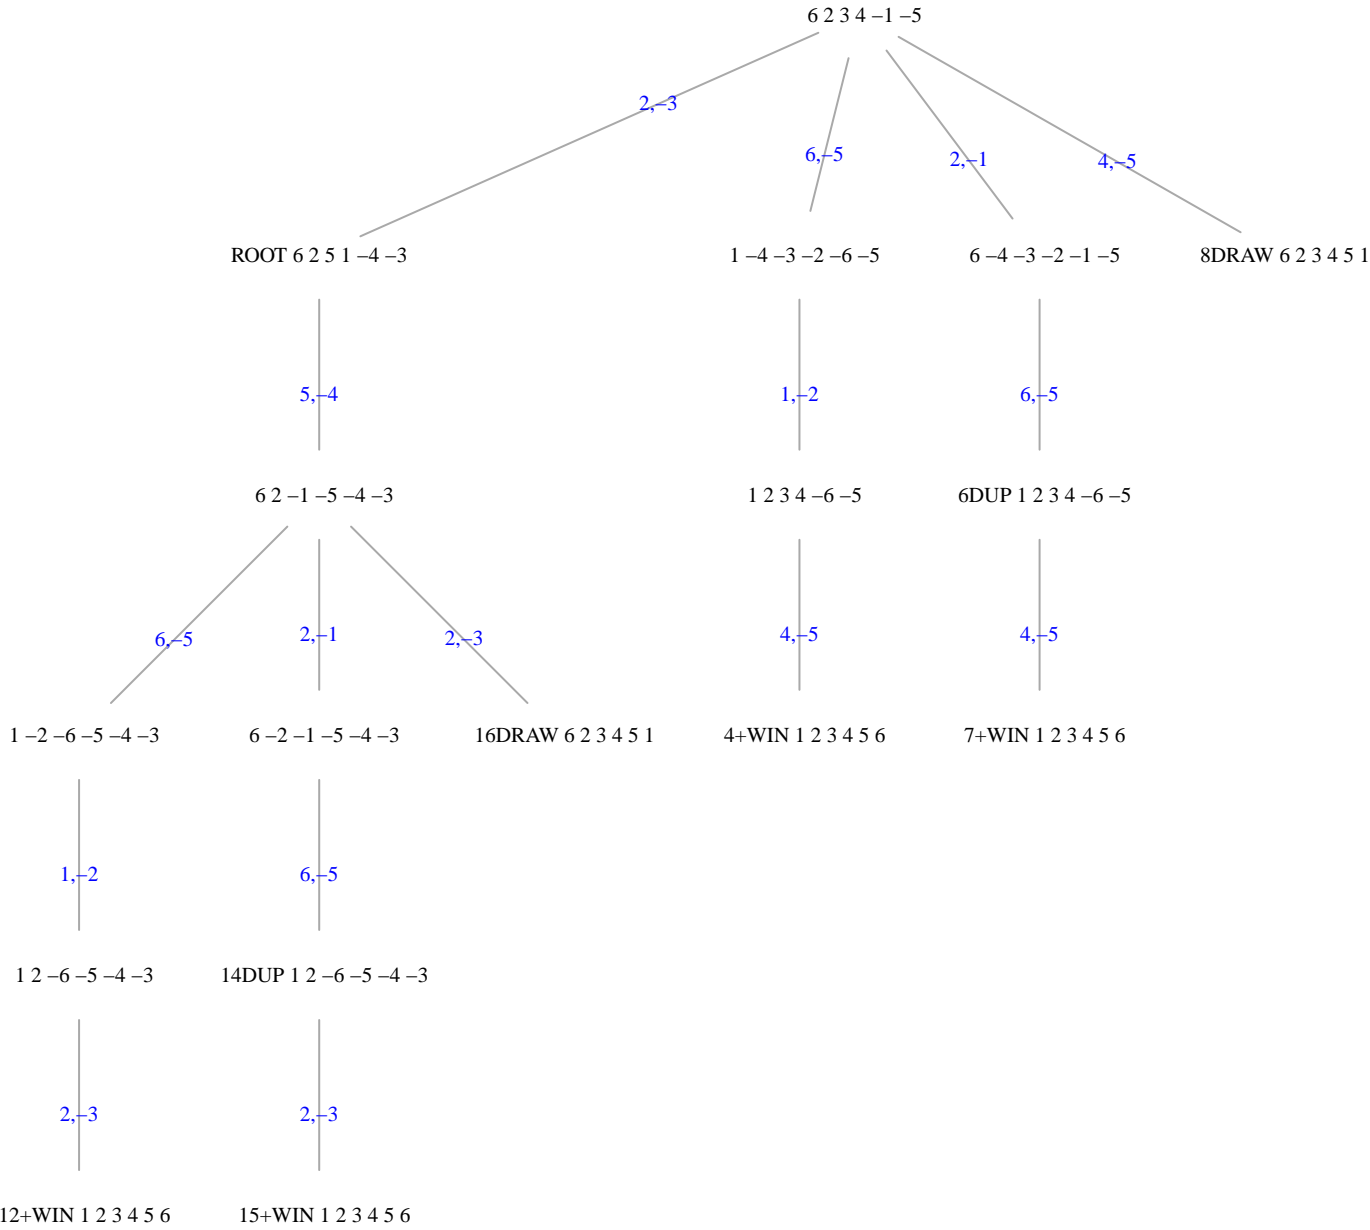 6 2 3 4 –1 –5
2,–3
6,–5
2,–1
4,–5
ROOT 6 2 5 1 –4 –3
1 –4 –3 –2 –6 –5
6 –4 –3 –2 –1 –5
8DRAW 6 2 3 4 5 1
5,–4
1,–2
6,–5
6 2 –1 –5 –4 –3
1 2 3 4 –6 –5
6DUP 1 2 3 4 –6 –5
6,–5
2,–1
2,–3
4,–5
4,–5
1 –2 –6 –5 –4 –3
6 –2 –1 –5 –4 –3
16DRAW 6 2 3 4 5 1
4+WIN 1 2 3 4 5 6
7+WIN 1 2 3 4 5 6
1,–2
6,–5
1 2 –6 –5 –4 –3
14DUP 1 2 –6 –5 –4 –3
2,–3
2,–3
12+WIN 1 2 3 4 5 6
15+WIN 1 2 3 4 5 6